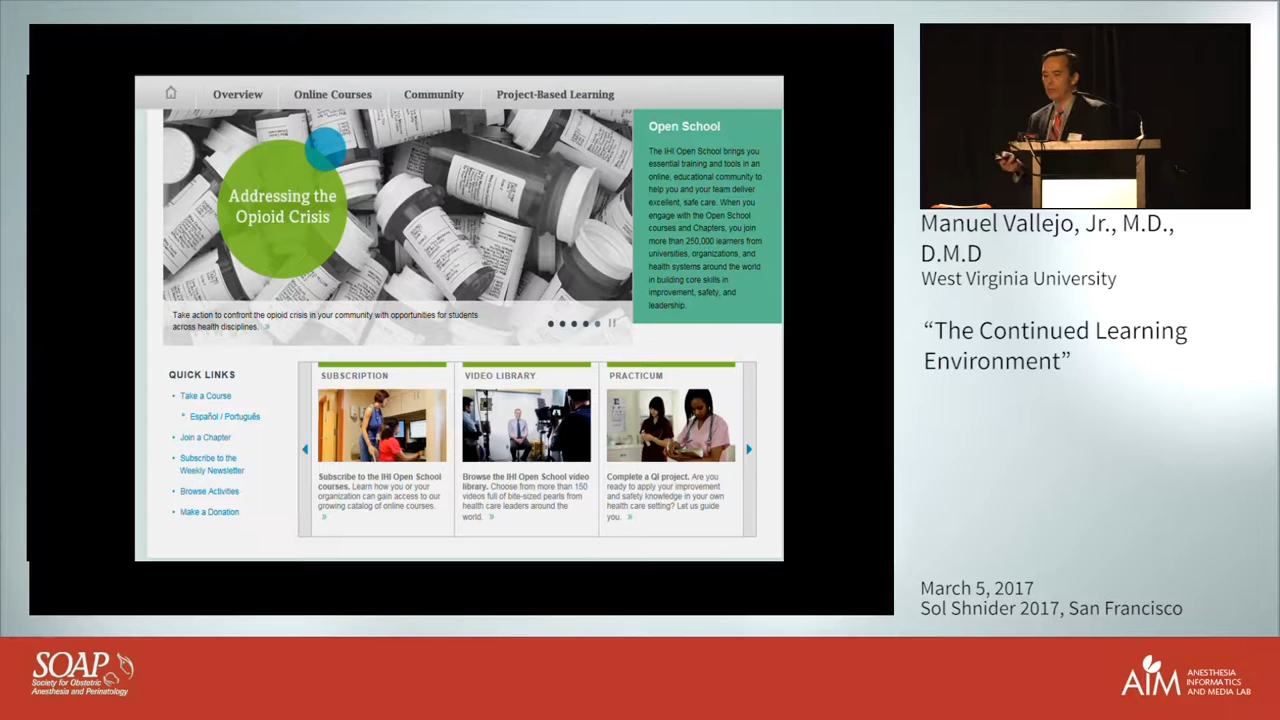 Overview
Online Courses
Community
Project-Based Learning
Addressing the
Opioid Crisis
Take action to confront the opioid crisis in your community with opportunities for students
across health disciplines. »
Open School
The IHI Open School brings you
essential training and tools in an
online, educational community to
help you and your team deliver
excellent, safe care. When you
engage with the Open School
courses and Chapters, you join
more than 250,000 learners from
universities, organizations, and
health systems around the world
in building core skills in
improvement, safety, and
leadership.
QUICK LINKS
Take a Course
Español / Português
Join a Chapter
Subscribe to the
Weekly Newsletter
Browse Activities
Make a Donation
SUBSCRIPTION
Subscribe to the IHI Open School
courses. Learn how you or your
organization can gain access to our
growing catalog of online courses.
»
VIDEO LIBRARY
Browse the IHI Open School video
library. Choose from more than 150
videos full of bite-sized pearls from
health care leaders around the
world. »
PRACTICUM
Complete a QI project. Are you
ready to apply your improvement
and safety knowledge in your own
health care setting? Let us guide
you. »
Manuel Vallejo, Jr., M.D.,
D.M.D
West Virginia University
“The Continued Learning
Environment”
March 5, 2017
Sol Shnider 2017, San Francisco
SOAP
Society for Obstetric
Anesthesia and Perinatology
AIM
ANESTHESIA
INFORMATICS
AND MEDIA LAB